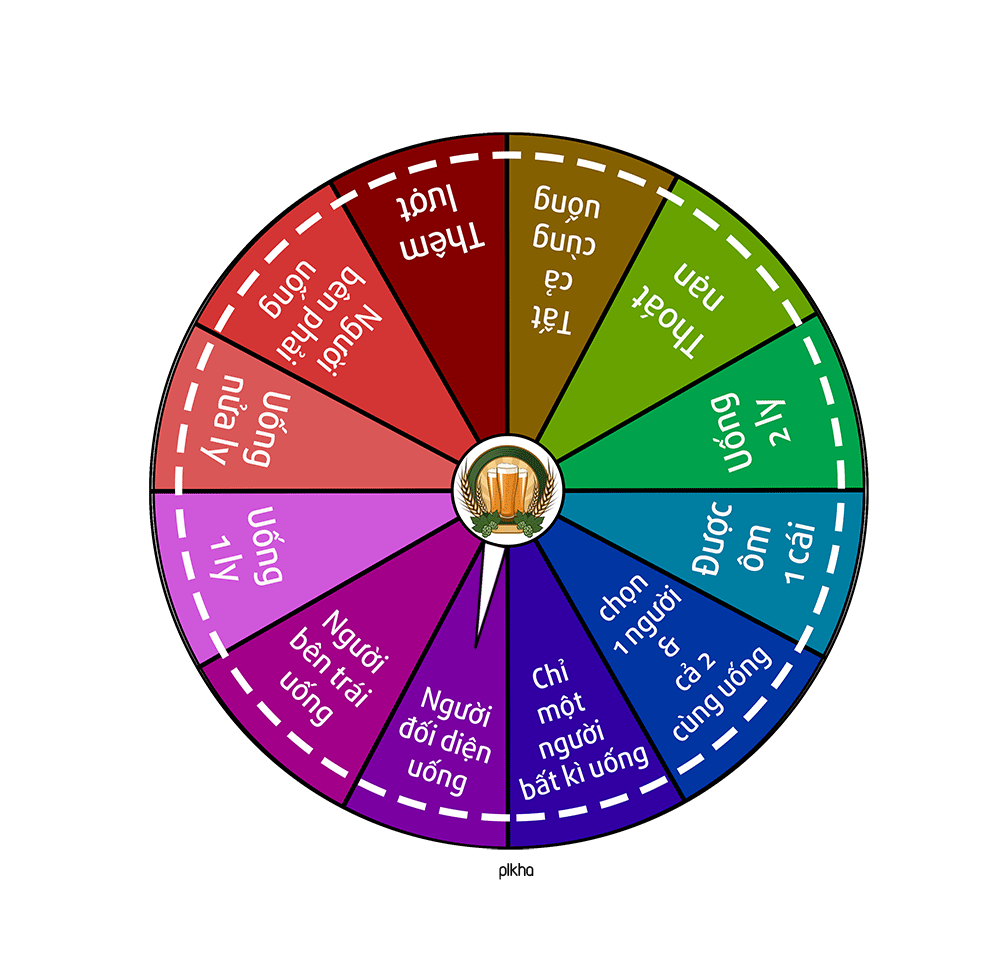 Tất
cả
cùng
uống
Thoát
nạn
Uống
2 ly
Được
ôm
1 cái
chọn
1 người
&
cả 2
cùng uống
Chỉ
một
người
bất kì uống
Người
đối diện
uống
Người
bên trái
uống
Uống
1 ly
Uống
nửa ly
Người
bên phải
uống
Thêm
lượt
plkha